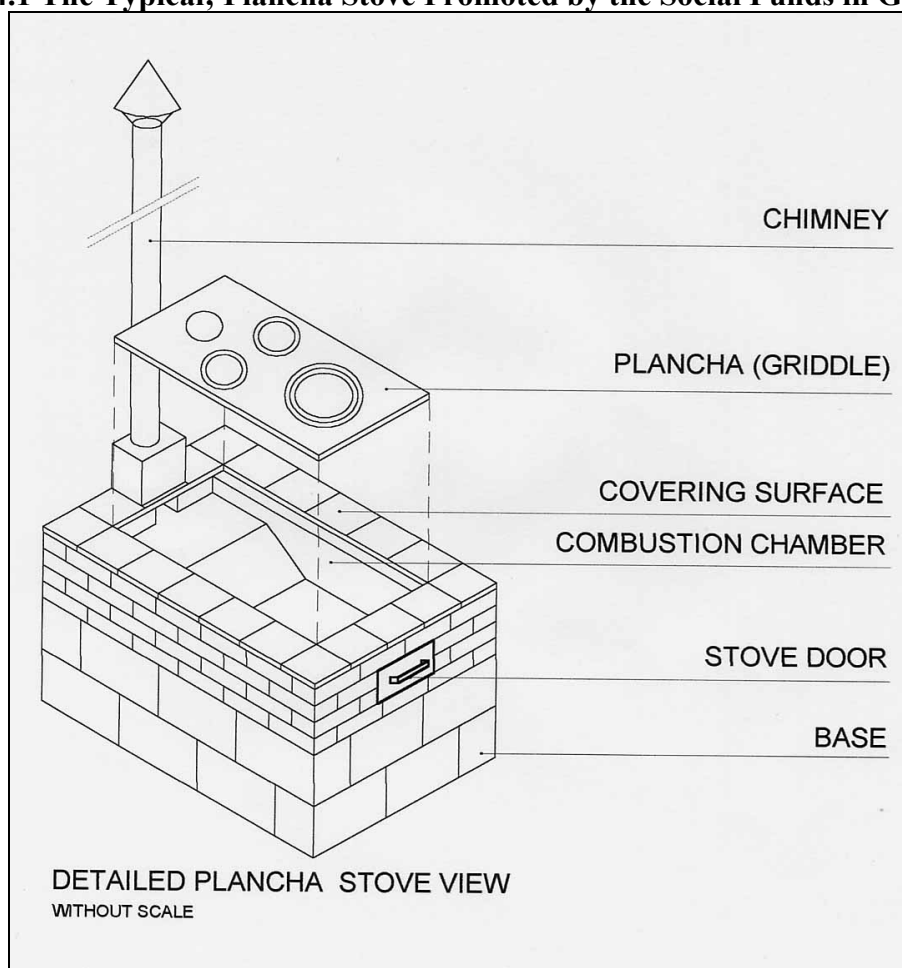 The Typical, Plancha Stove Promoted by the Social Funds in
CHIMNEY
PLANCHA (GRIDDLE)
COVERING SURFACE
COMBUSTION CHAMBER
STOVE DOOR
BASE
DETAILED PLANCHA STOVE VIEW
WITHOUT SCALE